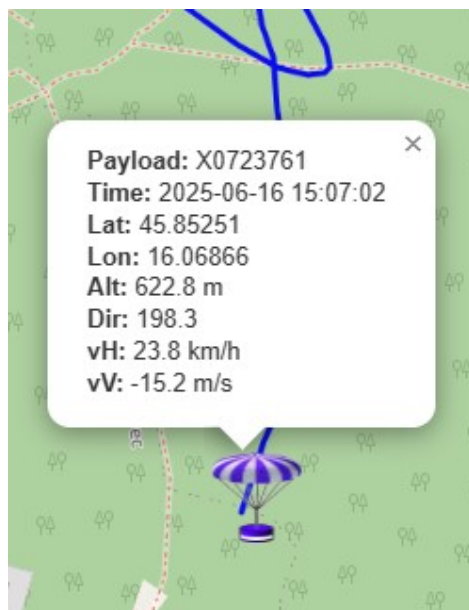 ×
Payload: X0723761
Time: 2025-06-16 15:07:02
Lat: 45.85251
Lon: 16.06866
Alt: 622.8 m
Dir: 198.3
vH: 23.8 km/h
vV: -15.2 m/s